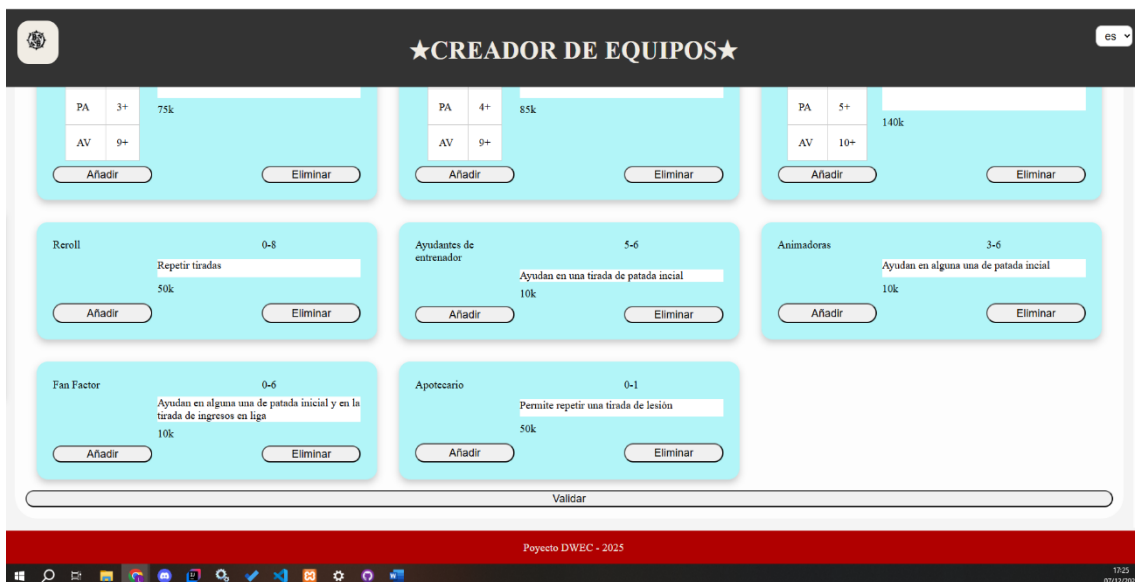 ★CREADOR DE EQUIPOS★
es
PA 3+ 75k
AV 9+
Añadir Eliminar
PA 4+ 85k
AV 9+
Añadir Eliminar
PA 5+ 140k
AV 10+
Añadir Eliminar
Reroll 0-8
Repetir tiradas
50k
Añadir Eliminar
Ayudantes de
entrenador
5-6
Ayudan en una tirada de patada incial
10k
Añadir Eliminar
Animadoras 3-6
Ayudan en alguna una de patada incial
10k
Añadir Eliminar
Fan Factor 0-6
Ayudan en alguna una de patada inicial y en la
tirada de ingresos en liga
10k
Añadir Eliminar
Apotecario 0-1
Permite repetir una tirada de lesión
50k
Añadir Eliminar
Validar
Poyecto DWEC - 2025
17:25